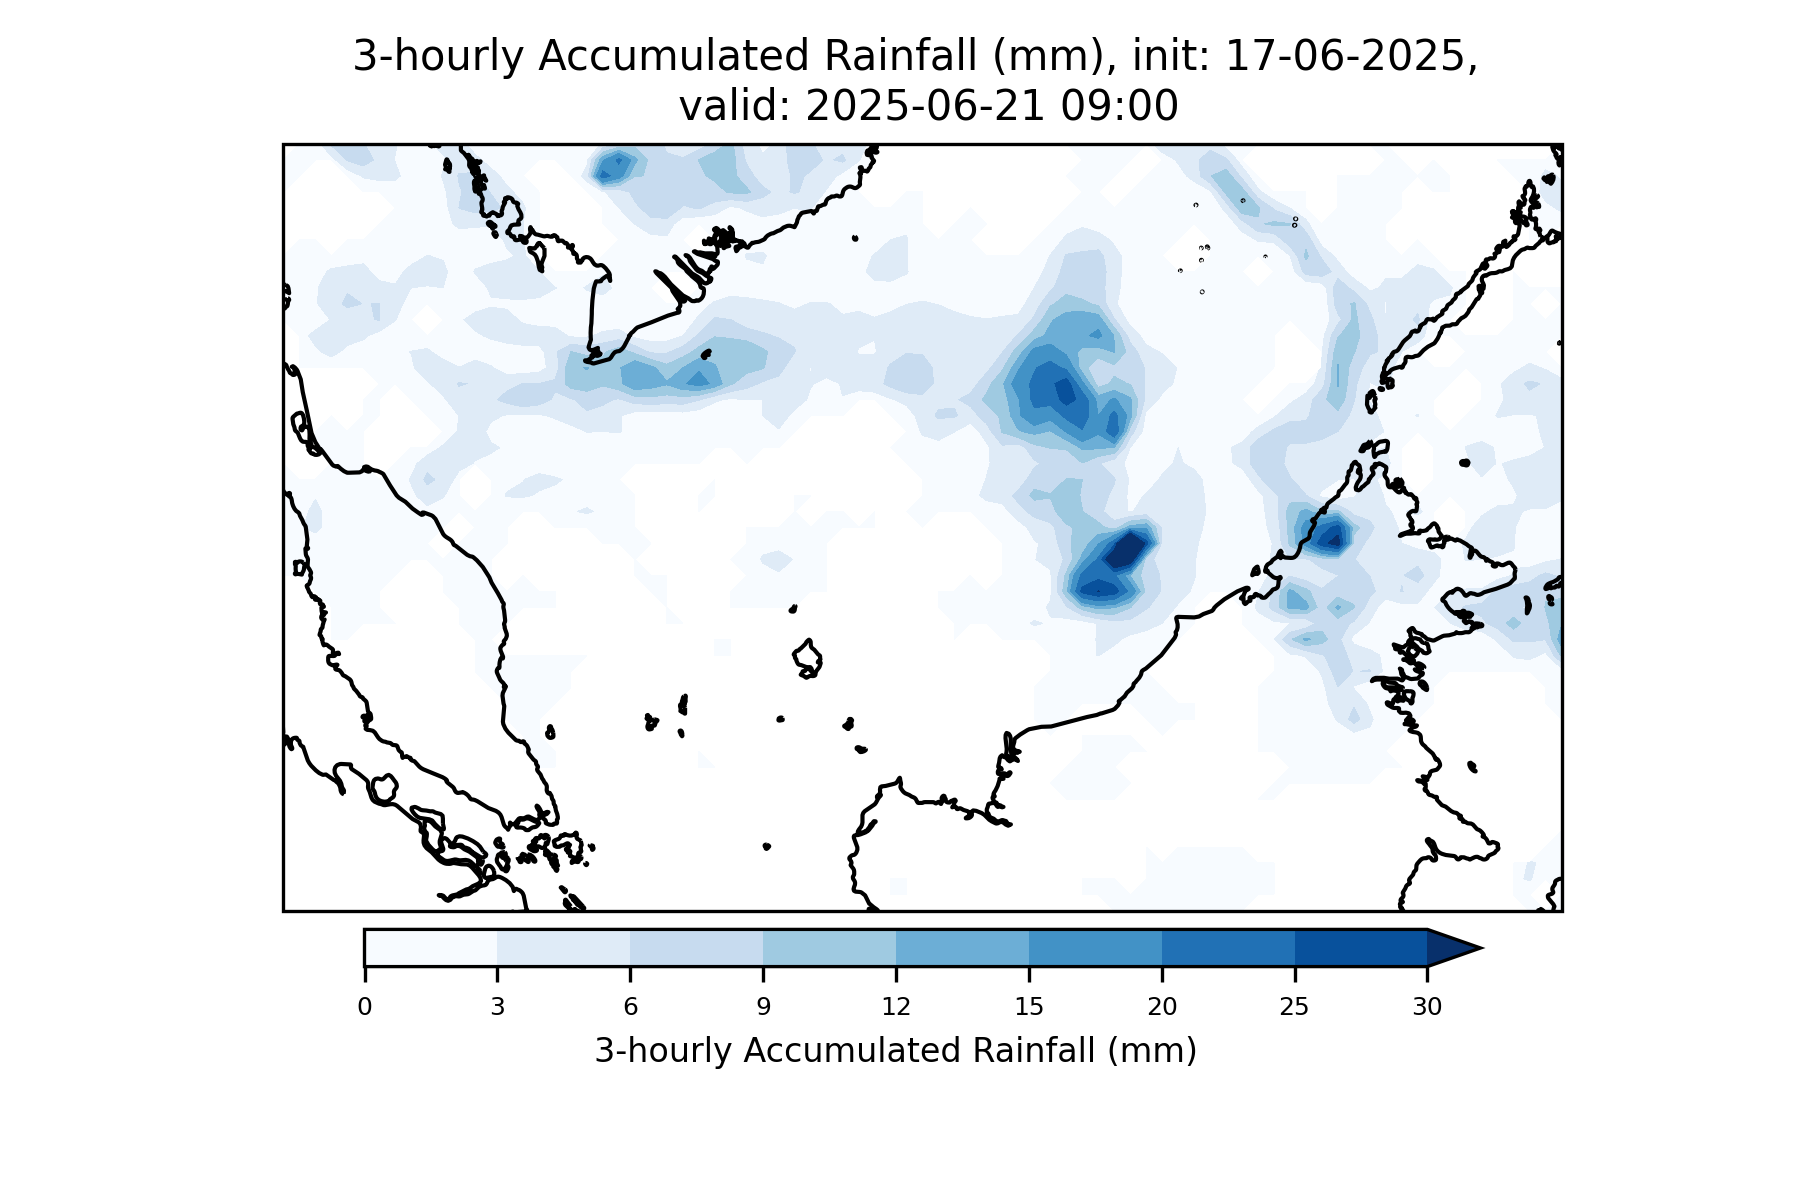 3-hourly Accumulated Rainfall (mm), init: 17-06-2025,
valid: 2025-06-21 09:00
0 3 6 9 12 15 20 25 30
3-hourly Accumulated Rainfall (mm)